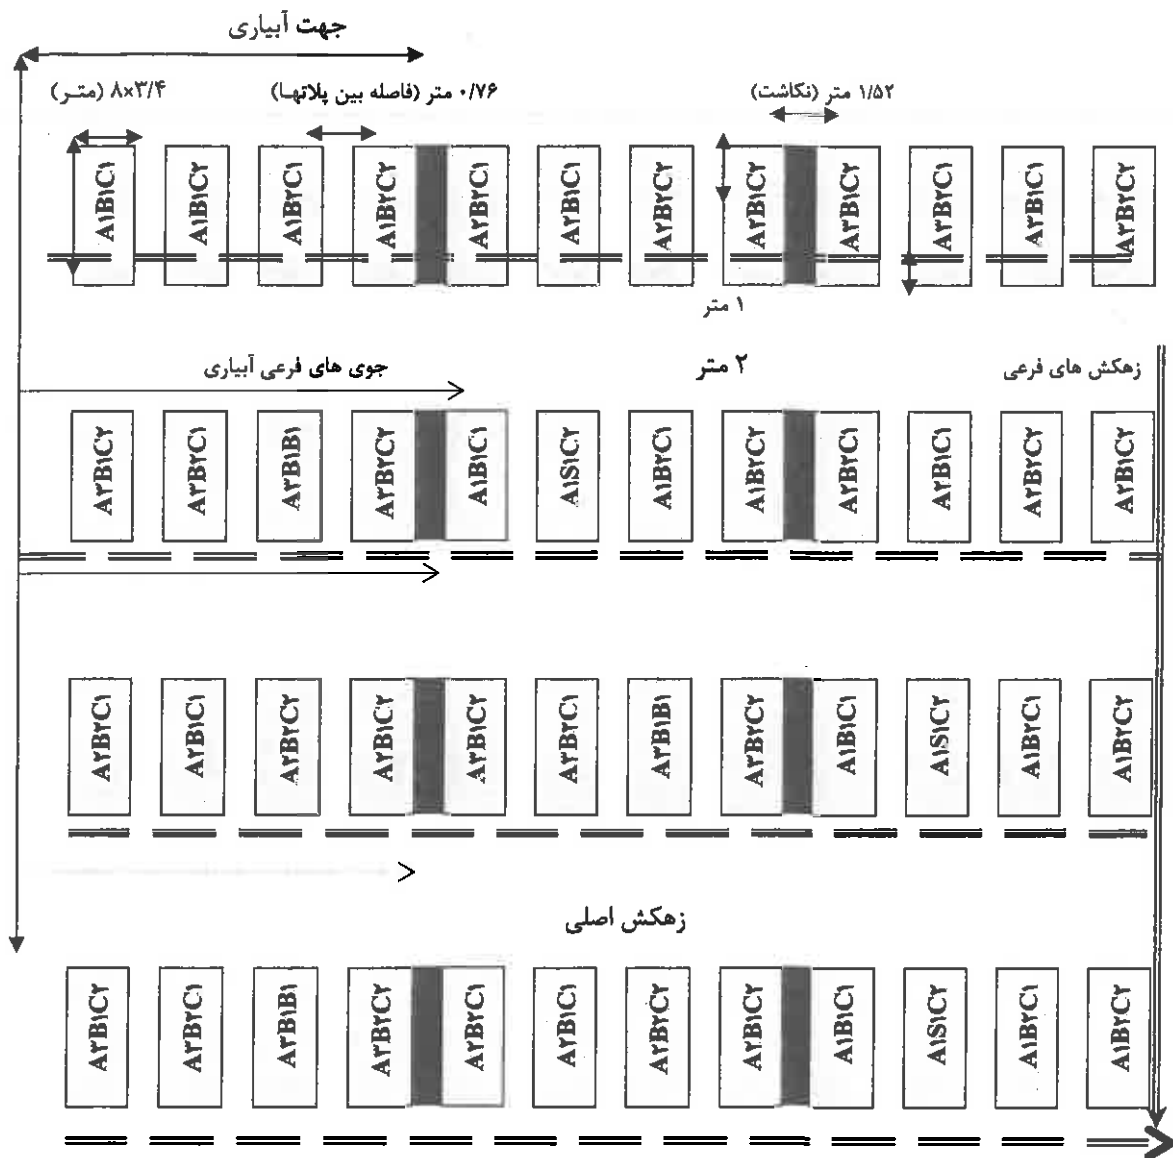 جهت آبیاری
۸×۳/۴ (متر)
۰/۷۶ متر (فاصله بین پلاتها)
۱/۵۲ متر (نکاشت)
A۱B۱C۱
A۱B۱C۲
A۱B۲C۱
A۱B۲C۲
A۲B۲C۱
A۲B۱C۱
A۲B۲C۲
A۲B۱C۲
A۳B۱C۲
A۳B۲C۱
A۳B۱C۱
A۳B۲C۲
۱ متر
جوی های فرعی آبیاری
۲ متر
زهکش های فرعی
A۳B۱C۲
A۳B۲C۱
A۳B۱B۱
A۳B۲C۲
A۱B۱C۱
A۱S۱C۲
A۱B۲C۱
A۱B۲C۲
A۲B۲C۱
A۲B۱C۱
A۲B۲C۲
A۲B۱C۲
A۲B۲C۱
A۲B۱C۱
A۲B۲C۲
A۲B۱C۲
A۳B۱C۲
A۳B۲C۱
A۳B۱B۱
A۳B۲C۲
A۱B۱C۱
A۱S۱C۲
A۱B۲C۱
A۱B۲C۲
زهکش اصلی
A۳B۱C۲
A۳B۲C۱
A۳B۱B۱
A۳B۲C۲
A۲B۲C۱
A۲B۱C۱
A۲B۲C۲
A۲B۱C۲
A۱B۱C۱
A۱S۱C۲
A۱B۲C۱
A۱B۲C۲